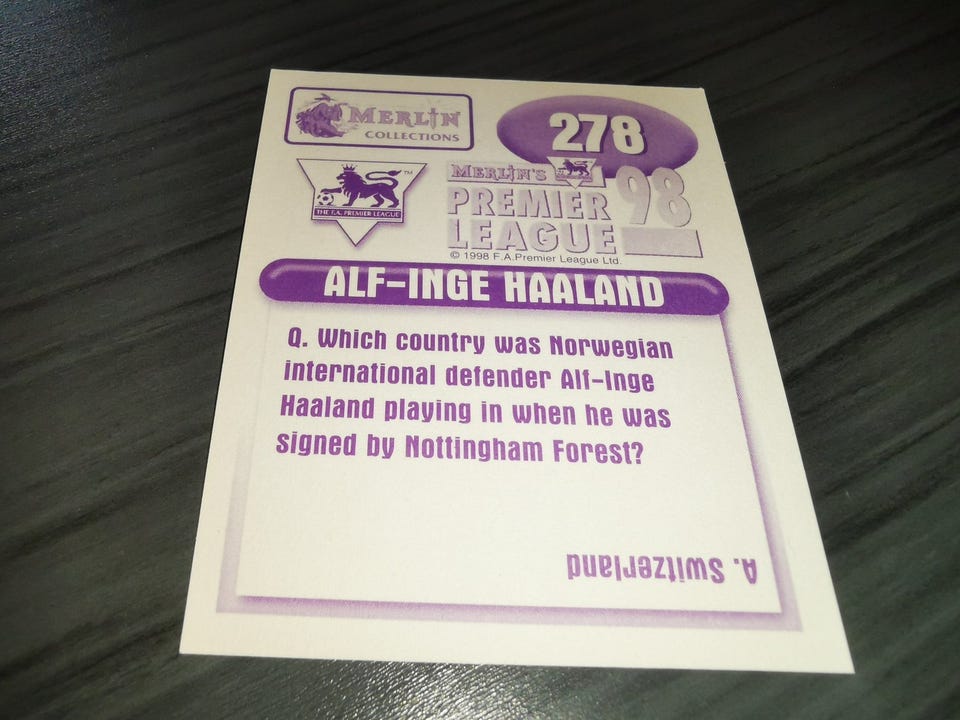 MERLIN
COLLECTIONS
278
THE F.A. PREMIER LEAGUE
TM
MERLIN'S
PREMIER
LEAGUE
98
© 1998 F.A.Premier League Ltd.
ALF-INGE HAALAND
Q. Which country was Norwegian
international defender Alf-Inge
Haaland playing in when he was
signed by Nottingham Forest?
A. Switzerland